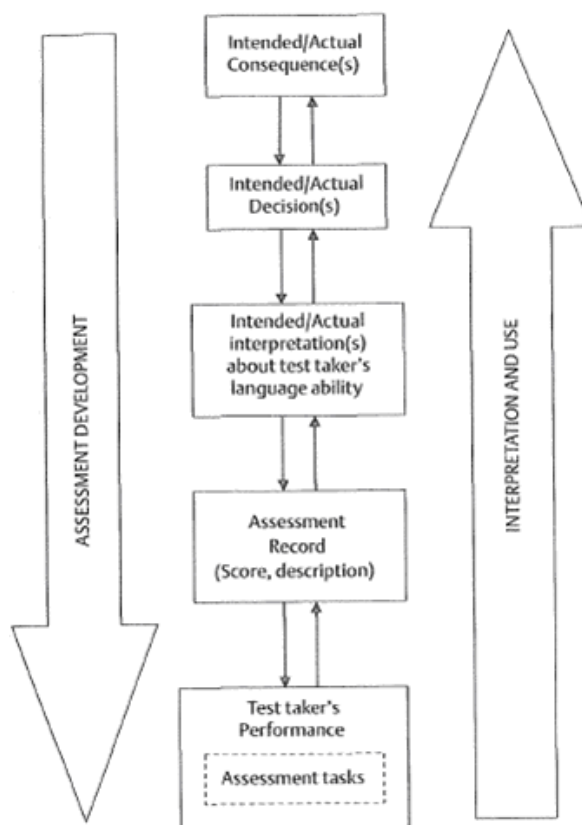 Intended/Actual
Consequence(s)
Intended/Actual
Decision(s)
Intended/Actual
interpretation(s)
about test taker's
language ability
Assessment
Record
(Score, description)
Test taker's
Performance
Assessment tasks
ASSESSMENT DEVELOPMENT
INTERPRETATION AND USE